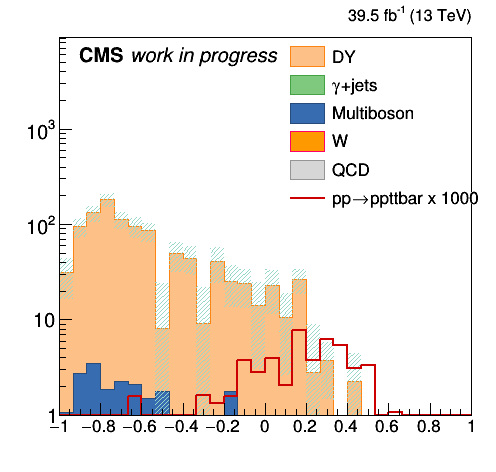 39.5 fb⁻¹ (13 TeV)
CMS work in progress
DY
γ+jets
Multiboson
W
QCD
pp→ppttbar x 1000
10³
10²
10
1
−1 −0.8 −0.6 −0.4 −0.2 0 0.2 0.4 0.6 0.8 1